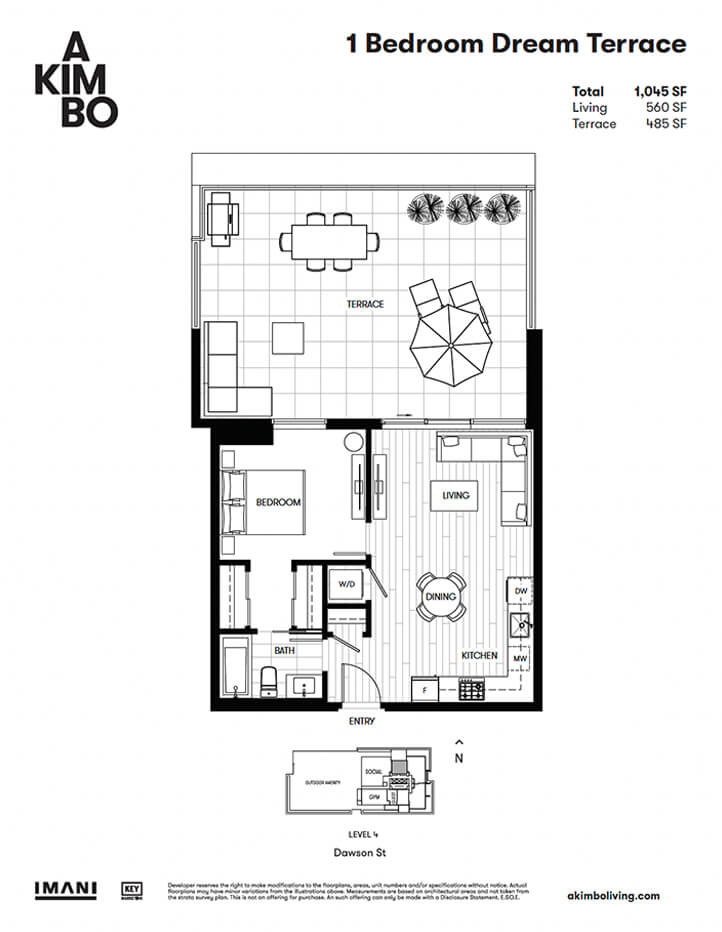 A
KIM
BO
1 Bedroom Dream Terrace
Total 1,045 SF
Living 560 SF
Terrace 485 SF
TERRACE
BEDROOM
LIVING
W/D
DINING
DW
BATH
KITCHEN
MW
F
ENTRY
N
SOCIAL
OUTDOOR AMENITY
GYM
LEVEL 4
Dawson St
IMANI
KEY
MARKETING
Developer reserves the right to make modifications to the floorplans, areas, unit numbers and/or specifications without notice. Actual
floorplans may have minor variations from the illustrations above. Measurements are based on architectural areas and not taken from
the strata survey plan. This is not an offering for purchase. An such offering can only be made with a Disclosure Statement. E.&O.E.
akimboliving.com